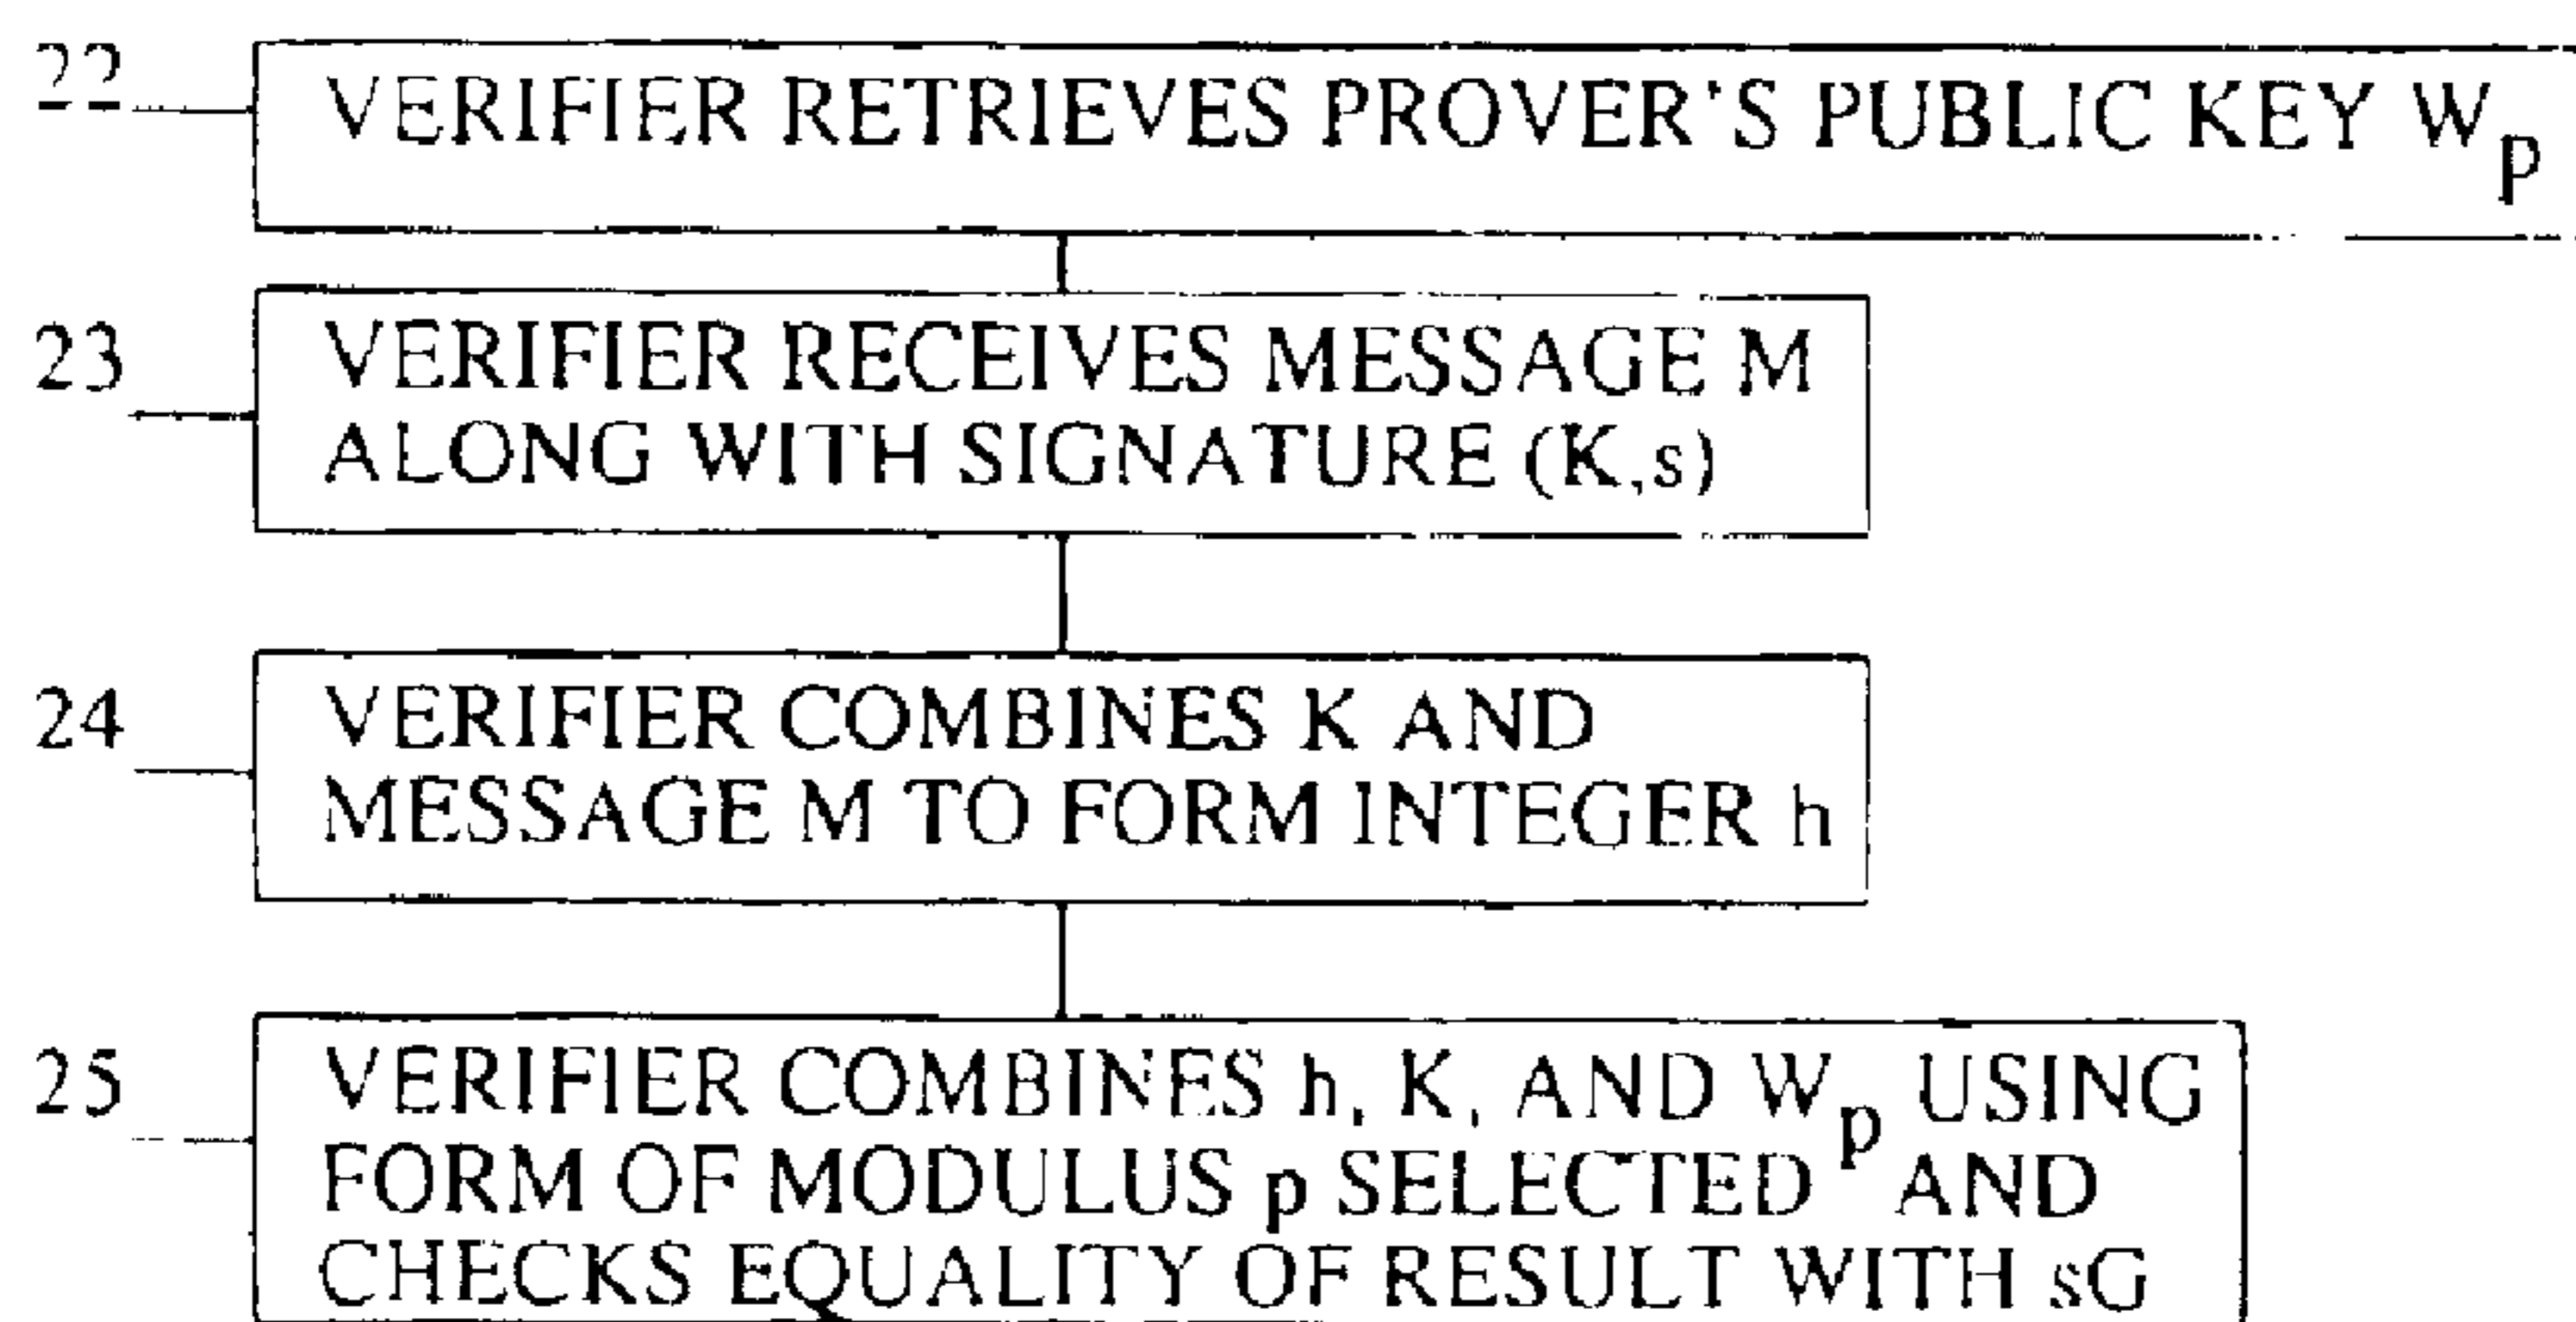 22
VERIFIER RETRIEVES PROVER'S PUBLIC KEY Wp
23
VERIFIER RECEIVES MESSAGE M
ALONG WITH SIGNATURE (K,s)
24
VERIFIER COMBINES K AND
MESSAGE M TO FORM INTEGER h
25
VERIFIER COMBINES h, K, AND Wp USING
FORM OF MODULUS p SELECTED AND
CHECKS EQUALITY OF RESULT WITH sG